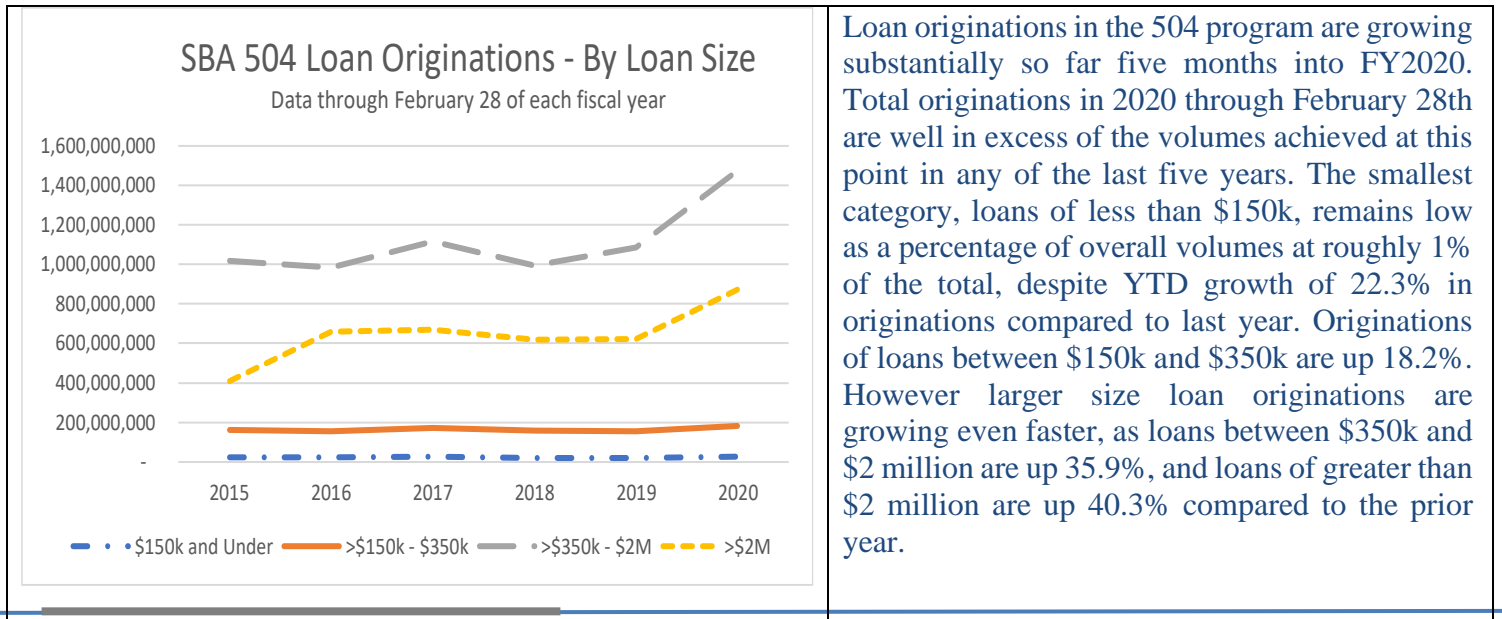 SBA 504 Loan Originations - By Loan Size
Data through February 28 of each fiscal year
1,600,000,000
1,400,000,000
1,200,000,000
1,000,000,000
800,000,000
600,000,000
400,000,000
200,000,000
-
2015 2016 2017 2018 2019 2020
$150k and Under >$150k - $350k >$350k - $2M >$2M
Loan originations in the 504 program are growing
substantially so far five months into FY2020.
Total originations in 2020 through February 28th
are well in excess of the volumes achieved at this
point in any of the last five years. The smallest
category, loans of less than $150k, remains low
as a percentage of overall volumes at roughly 1%
of the total, despite YTD growth of 22.3% in
originations compared to last year. Originations
of loans between $150k and $350k are up 18.2%.
However larger size loan originations are
growing even faster, as loans between $350k and
$2 million are up 35.9%, and loans of greater than
$2 million are up 40.3% compared to the prior
year.